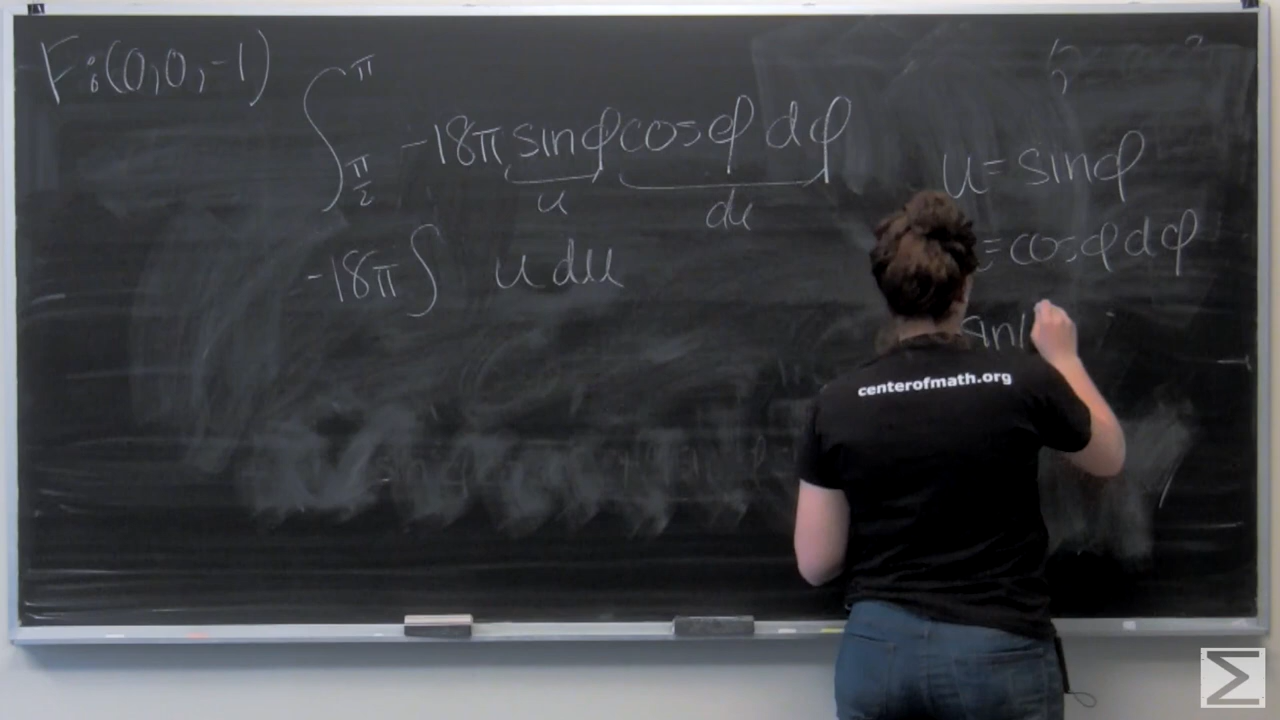 F: (0,0,-1)
∫ π/2 π -18π sinφ cosφ dφ
u du
-18π ∫ u du
u = sinφ
= cosφ dφ
centerofmath.org
Σ